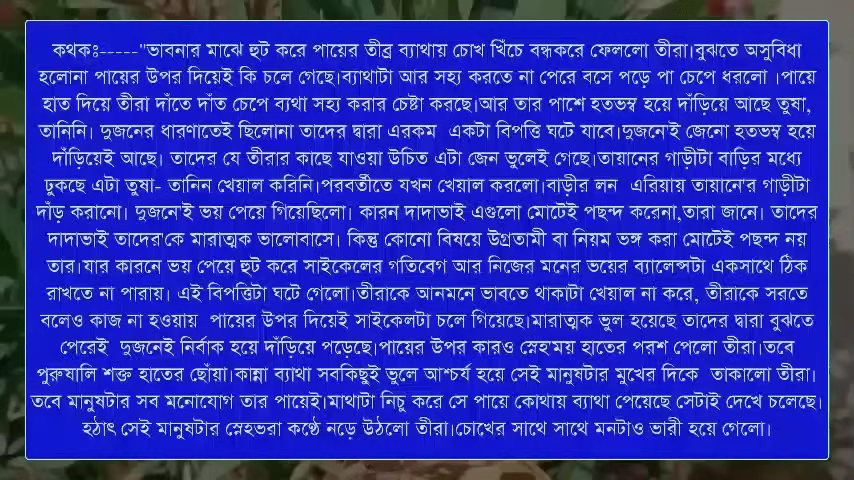 কথকঃ-----"ভাবনার মাঝে হুট করে পায়ের তীব্র ব্যাথায় চোখ খিঁচে বন্ধকরে ফেললো তীরা।বুঝতে অসুবিধা
হলোনা পায়ের উপর দিয়েই কি চলে গেছে।ব্যাথাটা আর সহ্য করতে না পেরে বসে পড়ে পা চেপে ধরলো ।পায়ে
হাত দিয়ে তীরা দাঁতে দাঁত চেপে ব্যথা সহ্য করার চেষ্টা করছে।আর তার পাশে হতভম্ব হয়ে দাঁড়িয়ে আছে তুষা,
তানিনি। দুজনের ধারণাতেই ছিলোনা তাদের দ্বারা এরকম একটা বিপত্তি ঘটে যাবে।দুজনে'ই জেনো হতভম্ব হয়ে
দাঁড়িয়েই আছে। তাদের যে তীরার কাছে যাওয়া উচিত এটা জেন ভুলেই গেছে।তায়ানের গাড়ীটা বাড়ির মধ্যে
ঢুকছে এটা তুষা- তানিন খেয়াল করিনি।পরবর্তীতে যখন খেয়াল করলো।বাড়ীর লন এরিয়ায় তায়ানে'র গাড়ীটা
দাঁড় করানো। দুজনে'ই ভয় পেয়ে গিয়েছিলো। কারন দাদাভাই এগুলো মোটেই পছন্দ করেনা,তারা জানে। তাদের
দাদাভাই তাদের'কে মারাত্মক ভালোবাসে। কিন্তু কোনো বিষয়ে উগ্রতামী বা নিয়ম ভঙ্গ করা মোটেই পছন্দ নয়
তার।যার কারনে ভয় পেয়ে হুট করে সাইকেলের গতিবেগ আর নিজের মনের ভয়ের ব্যালেন্সটা একসাথে ঠিক
রাখতে না পারায়। এই বিপত্তিটা ঘটে গেলো।তীরাকে আনমনে ভাবতে থাকাটা খেয়াল না করে, তীরাকে সরতে
বলেও কাজ না হওয়ায় পায়ের উপর দিয়েই সাইকেলটা চলে গিয়েছে।মারাত্মক ভুল হয়েছে তাদের দ্বারা বুঝতে
পেরেই দুজনেই নির্বাক হয়ে দাঁড়িয়ে পড়েছে।পায়ের উপর কারও স্নেহ'ময় হাতের পরশ পেলো তীরা।তবে
পুরুষালি শক্ত হাতের ছোঁয়া।কান্না ব্যাথা সবকিছুই ভুলে আশ্চর্য হয়ে সেই মানুষটার মুখের দিকে তাকালো তীরা।
তবে মানুষটার সব মনোযোগ তার পায়েই।মাথাটা নিচু করে সে পায়ে কোথায় ব্যাথা পেয়েছে সেটাই দেখে চলেছে।
হঠাৎ সেই মানুষটার স্নেহভরা কণ্ঠে নড়ে উঠলো তীরা।চোখের সাথে সাথে মনটাও ভারী হয়ে গেলো।